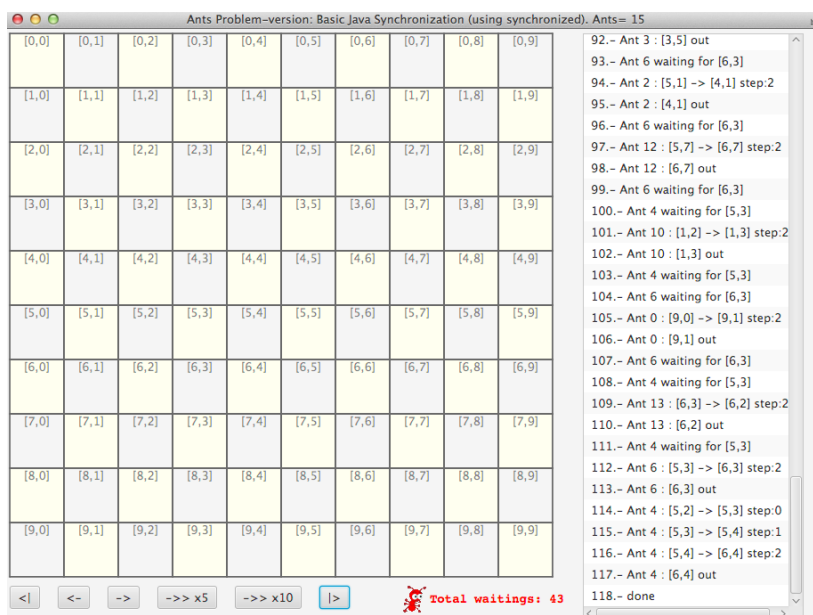 Ants Problem-version: Basic Java Synchronization (using synchronized). Ants= 15
[0,0] [0,1] [0,2] [0,3] [0,4] [0,5] [0,6] [0,7] [0,8] [0,9]
[1,0] [1,1] [1,2] [1,3] [1,4] [1,5] [1,6] [1,7] [1,8] [1,9]
[2,0] [2,1] [2,2] [2,3] [2,4] [2,5] [2,6] [2,7] [2,8] [2,9]
[3,0] [3,1] [3,2] [3,3] [3,4] [3,5] [3,6] [3,7] [3,8] [3,9]
[4,0] [4,1] [4,2] [4,3] [4,4] [4,5] [4,6] [4,7] [4,8] [4,9]
[5,0] [5,1] [5,2] [5,3] [5,4] [5,5] [5,6] [5,7] [5,8] [5,9]
[6,0] [6,1] [6,2] [6,3] [6,4] [6,5] [6,6] [6,7] [6,8] [6,9]
[7,0] [7,1] [7,2] [7,3] [7,4] [7,5] [7,6] [7,7] [7,8] [7,9]
[8,0] [8,1] [8,2] [8,3] [8,4] [8,5] [8,6] [8,7] [8,8] [8,9]
[9,0] [9,1] [9,2] [9,3] [9,4] [9,5] [9,6] [9,7] [9,8] [9,9]
<| <- -> ->> x5 ->> x10 |> Total waitings: 43
92.- Ant 3 : [3,5] out
93.- Ant 6 waiting for [6,3]
94.- Ant 2 : [5,1] -> [4,1] step:2
95.- Ant 2 : [4,1] out
96.- Ant 6 waiting for [6,3]
97.- Ant 12 : [5,7] -> [6,7] step:2
98.- Ant 12 : [6,7] out
99.- Ant 6 waiting for [6,3]
100.- Ant 4 waiting for [5,3]
101.- Ant 10 : [1,2] -> [1,3] step:2
102.- Ant 10 : [1,3] out
103.- Ant 4 waiting for [5,3]
104.- Ant 6 waiting for [6,3]
105.- Ant 0 : [9,0] -> [9,1] step:2
106.- Ant 0 : [9,1] out
107.- Ant 6 waiting for [6,3]
108.- Ant 4 waiting for [5,3]
109.- Ant 13 : [6,3] -> [6,2] step:2
110.- Ant 13 : [6,2] out
111.- Ant 4 waiting for [5,3]
112.- Ant 6 : [5,3] -> [6,3] step:2
113.- Ant 6 : [6,3] out
114.- Ant 4 : [5,2] -> [5,3] step:0
115.- Ant 4 : [5,3] -> [5,4] step:1
116.- Ant 4 : [5,4] -> [6,4] step:2
117.- Ant 4 : [6,4] out
118.- done